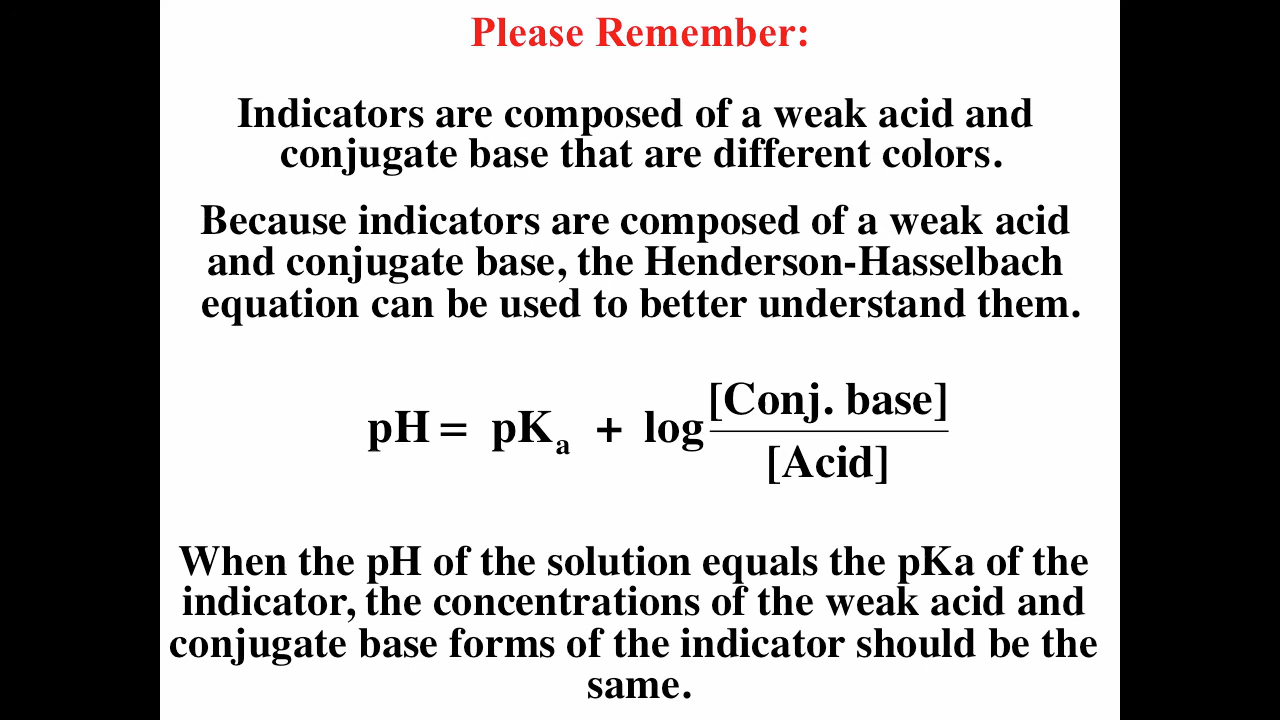 Please Remember:
Indicators are composed of a weak acid and
conjugate base that are different colors.
Because indicators are composed of a weak acid
and conjugate base, the Henderson-Hasselbach
equation can be used to better understand them.
pH = pKa + log [Conj. base]
[Acid]
When the pH of the solution equals the pKa of the
indicator, the concentrations of the weak acid and
conjugate base forms of the indicator should be the
same.